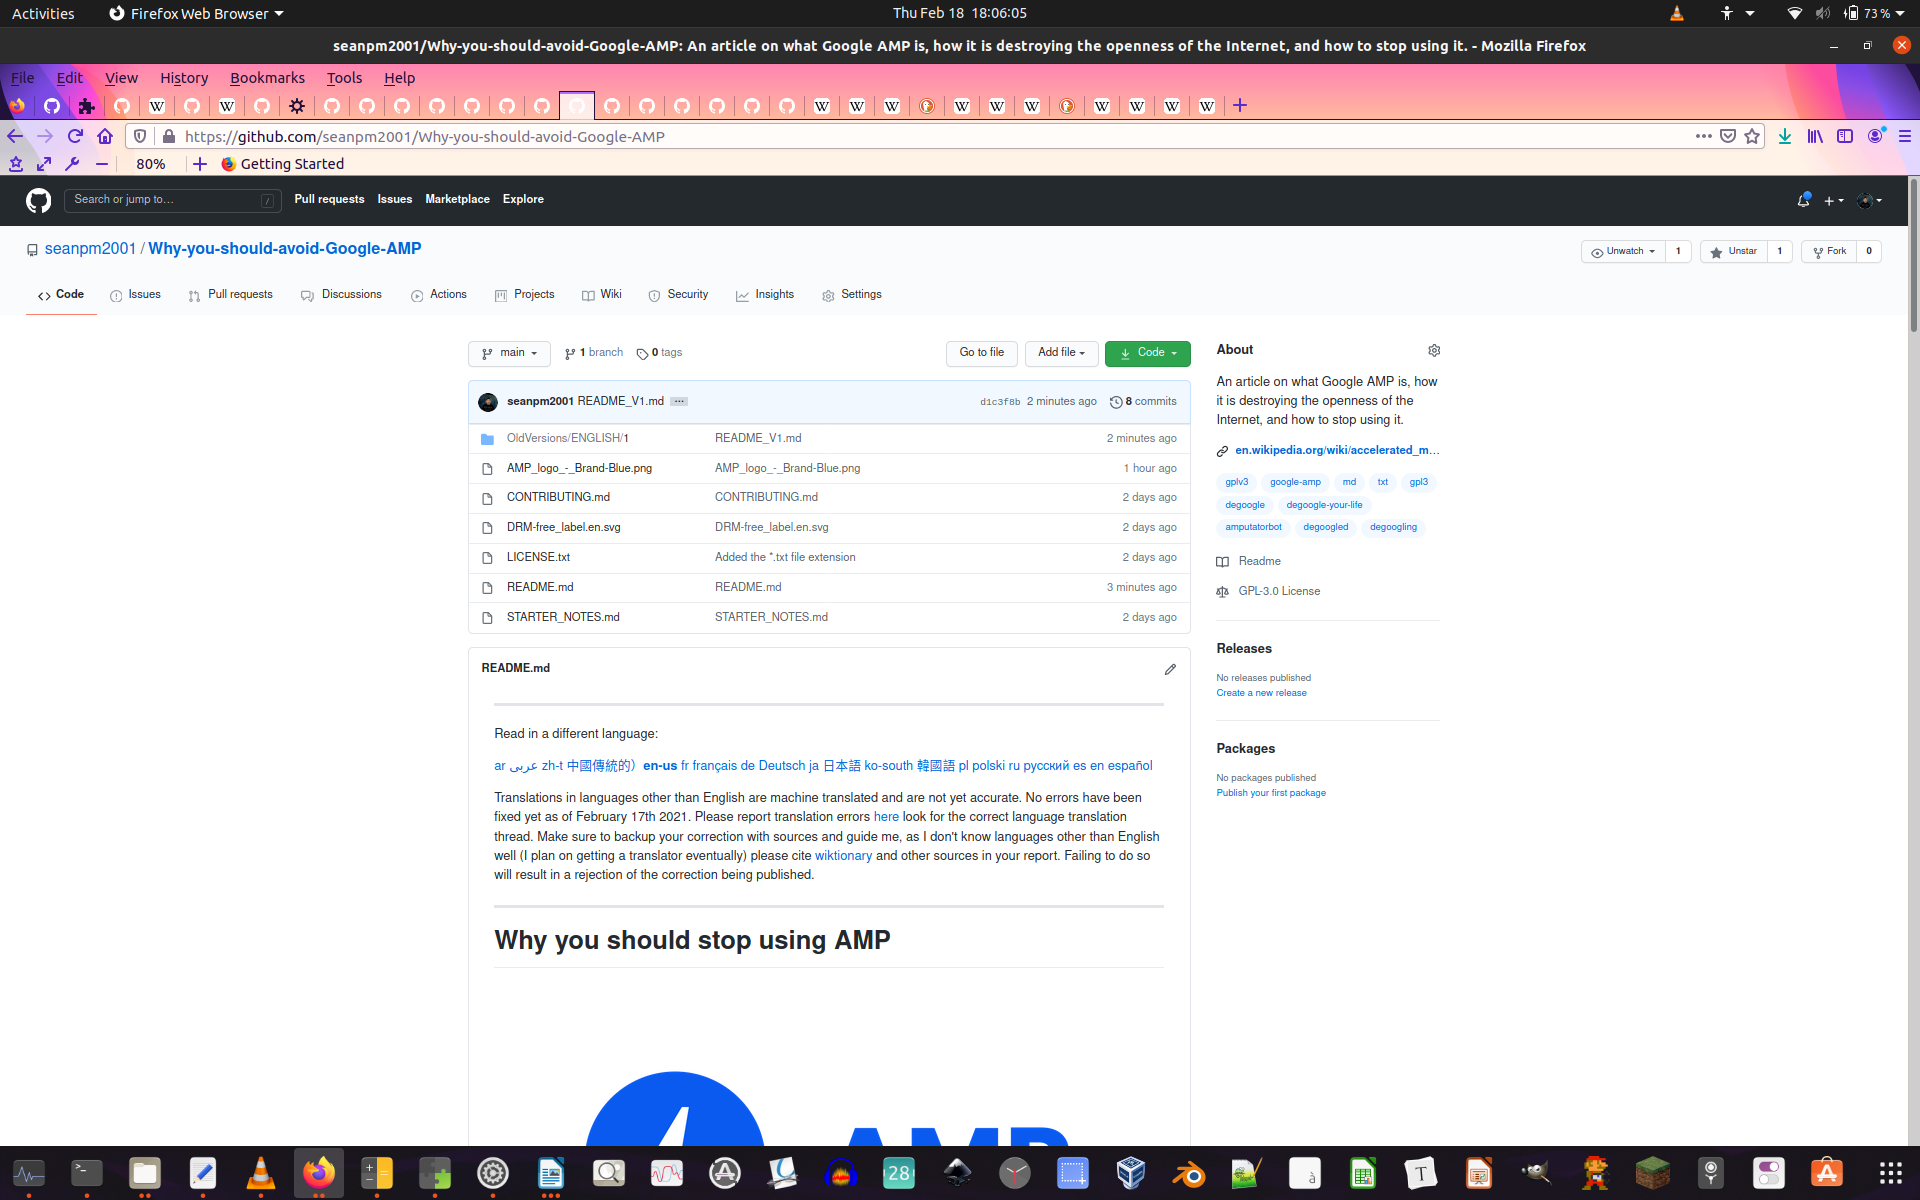 Activities
Firefox Web Browser
Thu Feb 18  18:06:05
73 %
seanpm2001/Why-you-should-avoid-Google-AMP: An article on what Google AMP is, how it is destroying the openness of the Internet, and how to stop using it. - Mozilla Firefox
File Edit View History Bookmarks Tools Help
https://github.com/seanpm2001/Why-you-should-avoid-Google-AMP
80%
Getting Started
Search or jump to…
/
Pull requests Issues Marketplace Explore
seanpm2001 / Why-you-should-avoid-Google-AMP
Unwatch 1
Unstar 1
Fork 0
Code Issues Pull requests Discussions Actions Projects Wiki Security Insights Settings
main
1 branch
0 tags
Go to file
Add file
Code
seanpm2001 README_V1.md
d1c3f8b 2 minutes ago
8 commits
OldVersions/ENGLISH/1 README_V1.md 2 minutes ago
AMP_logo_-_Brand-Blue.png AMP_logo_-_Brand-Blue.png 1 hour ago
CONTRIBUTING.md CONTRIBUTING.md 2 days ago
DRM-free_label.en.svg DRM-free_label.en.svg 2 days ago
LICENSE.txt Added the *.txt file extension 2 days ago
README.md README.md 3 minutes ago
STARTER_NOTES.md STARTER_NOTES.md 2 days ago
README.md
Read in a different language:
ar عربى zh-t 中國傳統的）en-us fr français de Deutsch ja 日本語 ko-south 韓國語 pl polski ru русский es en español
Translations in languages other than English are machine translated and are not yet accurate. No errors have been
fixed yet as of February 17th 2021. Please report translation errors here look for the correct language translation
thread. Make sure to backup your correction with sources and guide me, as I don't know languages other than English
well (I plan on getting a translator eventually) please cite wiktionary and other sources in your report. Failing to do so
will result in a rejection of the correction being published.
Why you should stop using AMP
AMP
About
An article on what Google AMP is, how
it is destroying the openness of the
Internet, and how to stop using it.
en.wikipedia.org/wiki/accelerated_m…
gplv3 google-amp md txt gpl3
degoogle degoogle-your-life
amputatorbot degoogled degoogling
Readme
GPL-3.0 License
Releases
No releases published
Create a new release
Packages
No packages published
Publish your first package
28